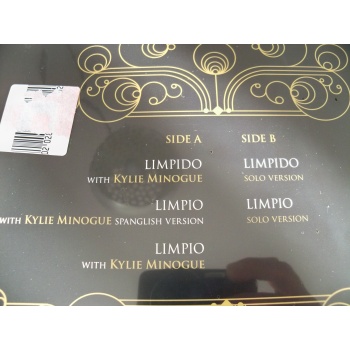 SIDE A
LIMPIDO
WITH KYLIE MINOGUE
LIMPIO
WITH KYLIE MINOGUE SPANGLISH VERSION
LIMPIO
WITH KYLIE MINOGUE
SIDE B
LIMPIDO
SOLO VERSION
LIMPIO
SOLO VERSION